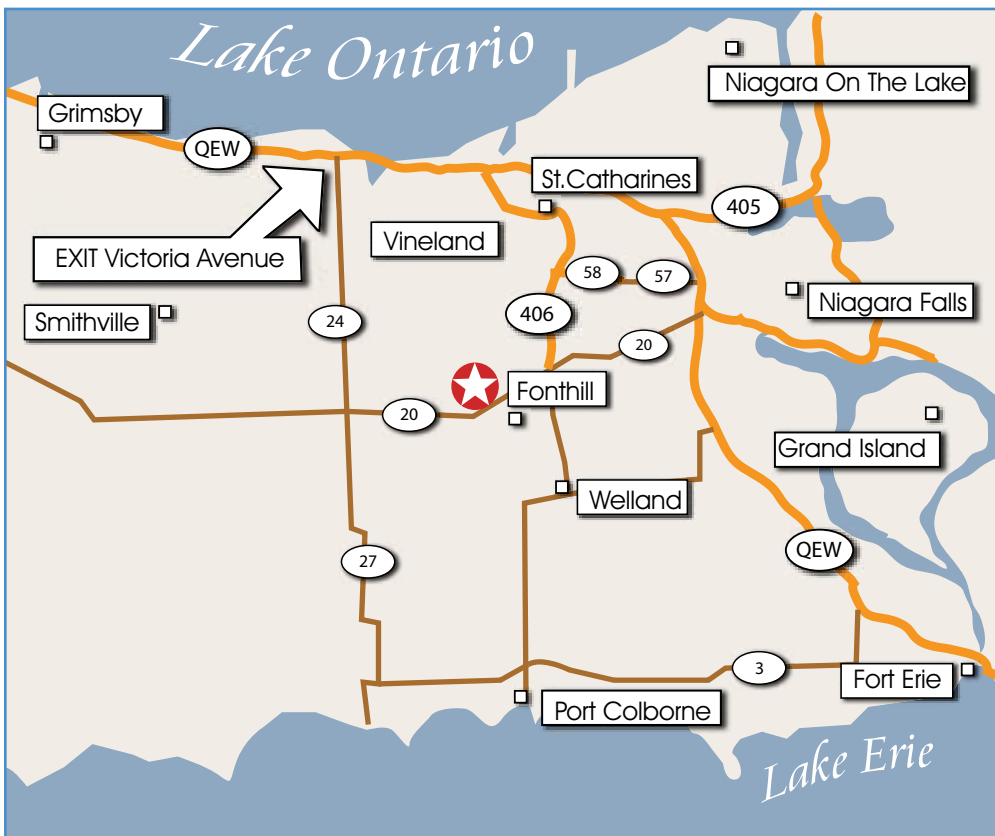 Lake Ontario
Niagara On The Lake
Grimsby
QEW
St.Catharines
405
Vineland
EXIT Victoria Avenue
58
57
Niagara Falls
406
Smithville
24
20
Fonthill
20
Grand Island
Welland
QEW
27
3
Fort Erie
Port Colborne
Lake Erie